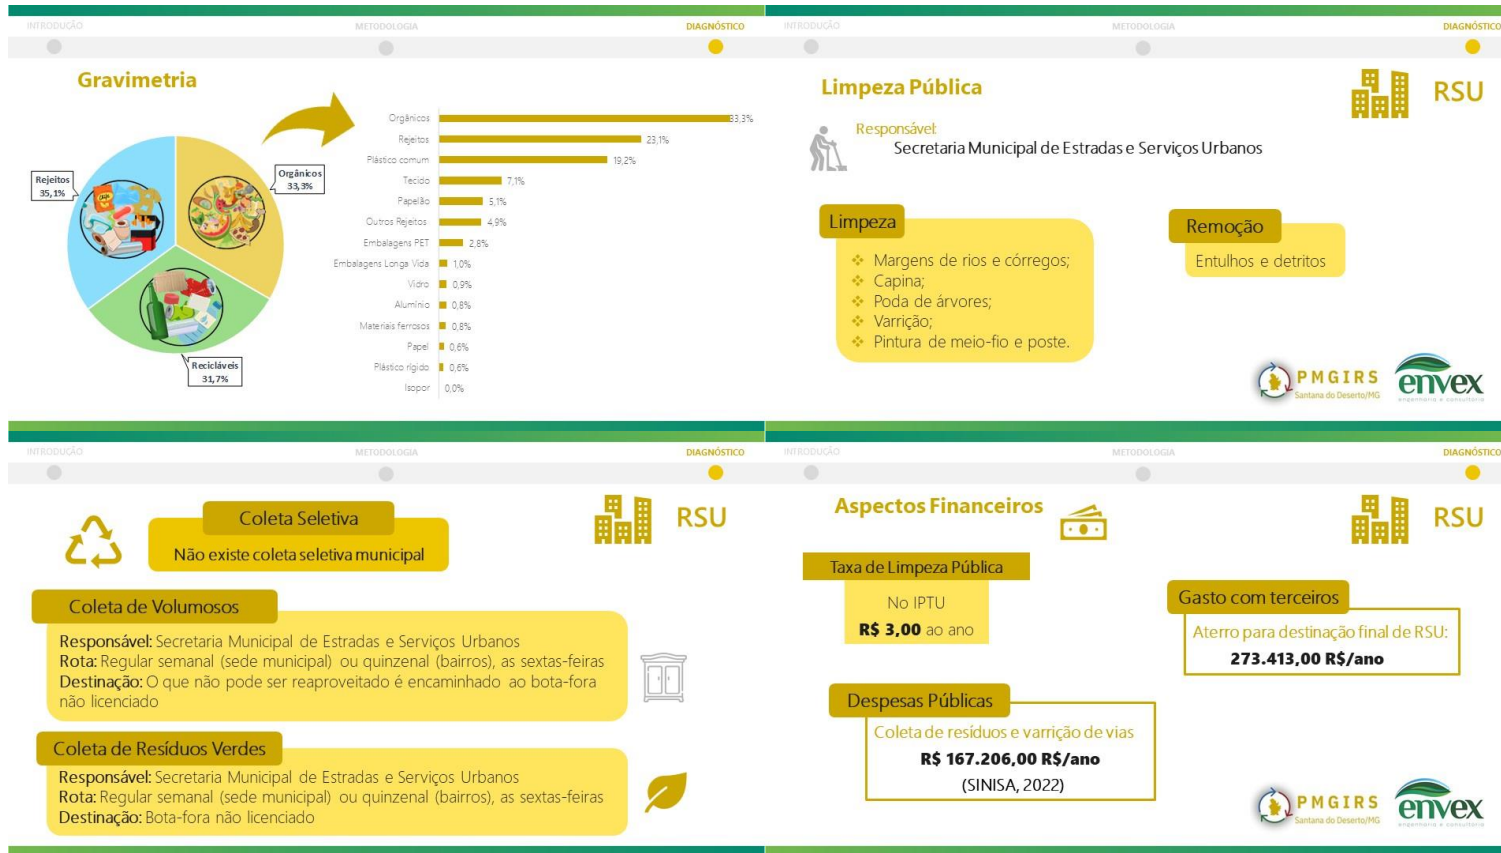 INTRODUÇÃO
METODOLOGIA
DIAGNÓSTICO
Gravimetria
Rejeitos
35,1%
Orgânicos
33,3%
Recicláveis
31,7%
Orgânicos 33,3%
Rejeitos 23,1%
Plástico comum 19,2%
Tecido 7,1%
Papelão 5,1%
Outros Rejeitos 4,9%
Embalagens PET 2,8%
Embalagens Longa Vida 1,0%
Vidro 0,9%
Alumínio 0,8%
Materiais ferrosos 0,8%
Papel 0,6%
Plástico rígido 0,6%
Isopor 0,0%
INTRODUÇÃO
METODOLOGIA
DIAGNÓSTICO
Limpeza Pública
RSU
Responsável:
Secretaria Municipal de Estradas e Serviços Urbanos
Limpeza
Margens de rios e córregos;
Capina;
Poda de árvores;
Varrição;
Pintura de meio-fio e poste.
Remoção
Entulhos e detritos
PMGIRS
Santana do Deserto/MG
envex
engenharia e consultoria
INTRODUÇÃO
METODOLOGIA
DIAGNÓSTICO
RSU
Coleta Seletiva
Não existe coleta seletiva municipal
Coleta de Volumosos
Responsável: Secretaria Municipal de Estradas e Serviços Urbanos
Rota: Regular semanal (sede municipal) ou quinzenal (bairros), as sextas-feiras
Destinação: O que não pode ser reaproveitado é encaminhado ao bota-fora
não licenciado
Coleta de Resíduos Verdes
Responsável: Secretaria Municipal de Estradas e Serviços Urbanos
Rota: Regular semanal (sede municipal) ou quinzenal (bairros), as sextas-feiras
Destinação: Bota-fora não licenciado
INTRODUÇÃO
METODOLOGIA
DIAGNÓSTICO
Aspectos Financeiros
RSU
Taxa de Limpeza Pública
No IPTU
R$ 3,00 ao ano
Gasto com terceiros
Aterro para destinação final de RSU:
273.413,00 R$/ano
Despesas Públicas
Coleta de resíduos e varrição de vias
R$ 167.206,00 R$/ano
(SINISA, 2022)
PMGIRS
Santana do Deserto/MG
envex
engenharia e consultoria